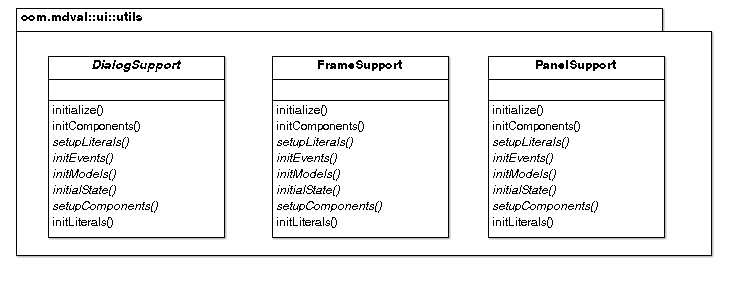 com.mdval::ui::utils
DialogSupport
initialize()
initComponents()
setupLiterals()
initEvents()
initModels()
initialState()
setupComponents()
initLiterals()
FrameSupport
initialize()
initComponents()
setupLiterals()
initEvents()
initModels()
initialState()
setupComponents()
initLiterals()
PanelSupport
initialize()
initComponents()
setupLiterals()
initEvents()
initModels()
initialState()
setupComponents()
initLiterals()